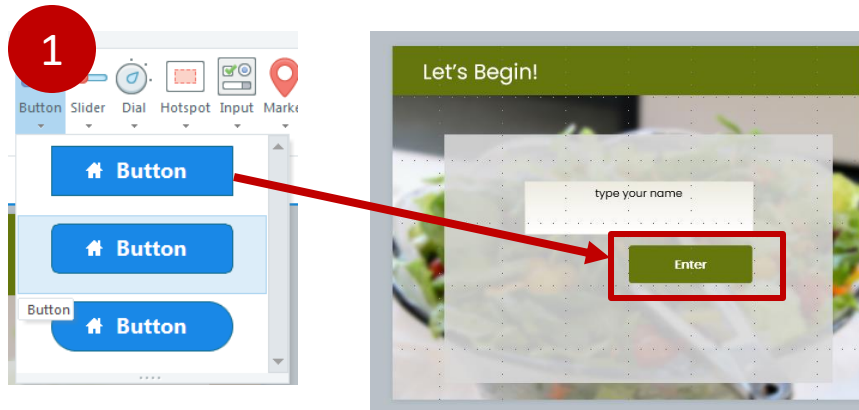 1
Button Slider Dial Hotspot Input Marke
Button
Button
Button
Button
Let's Begin!
type your name
Enter